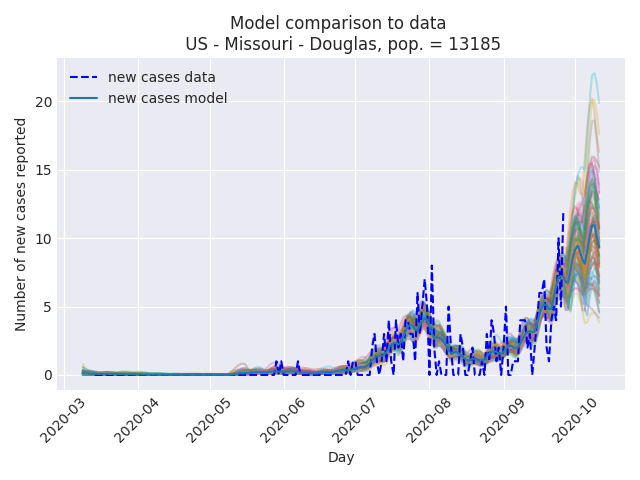 Model comparison to data
US - Missouri - Douglas, pop. = 13185
new cases data
new cases model
Number of new cases reported
20
15
10
5
0
2020-03
2020-04
2020-05
2020-06
2020-07
2020-08
2020-09
2020-10
Day